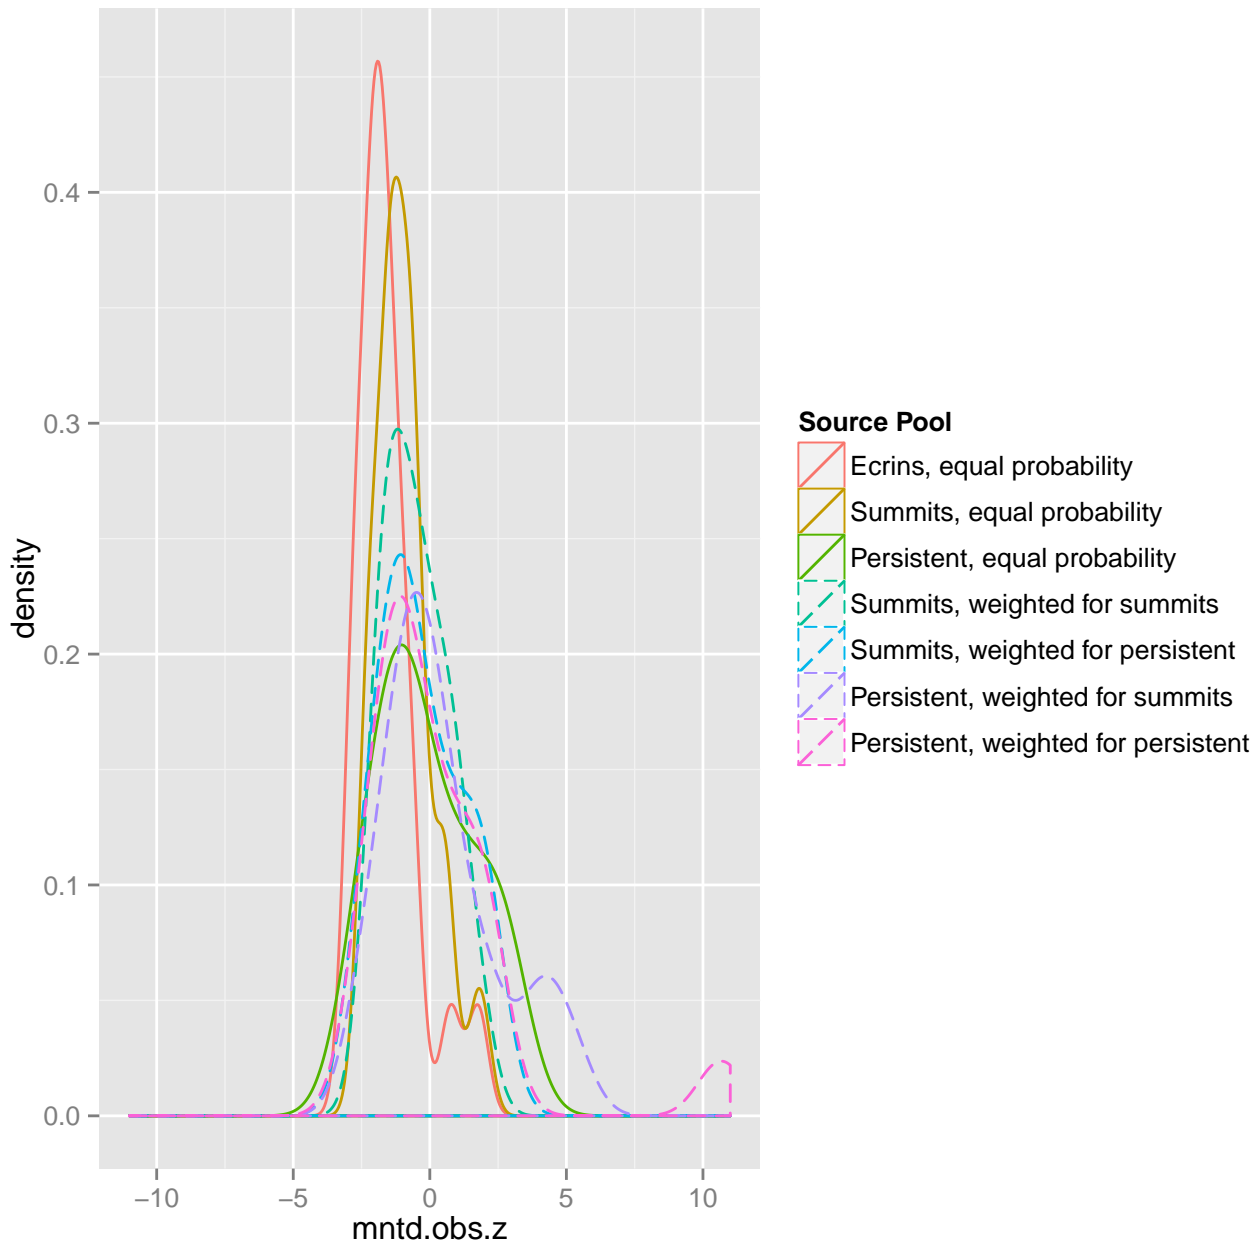 density
0.4
0.3
0.2
0.1
0.0
−10
−5
0
5
10
mntd.obs.z
Source Pool
Ecrins, equal probability
Summits, equal probability
Persistent, equal probability
Summits, weighted for summits
Summits, weighted for persistent
Persistent, weighted for summits
Persistent, weighted for persistent